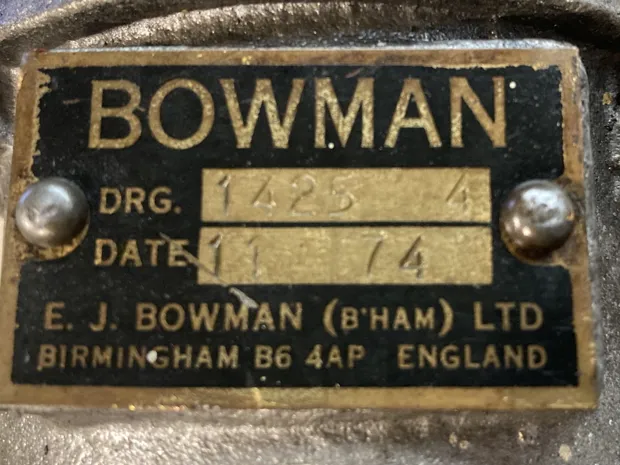 BOWMAN
DRG. 1425 4
DATE 11 74
E. J. BOWMAN (B'HAM) LTD
BIRMINGHAM B6 4AP ENGLAND